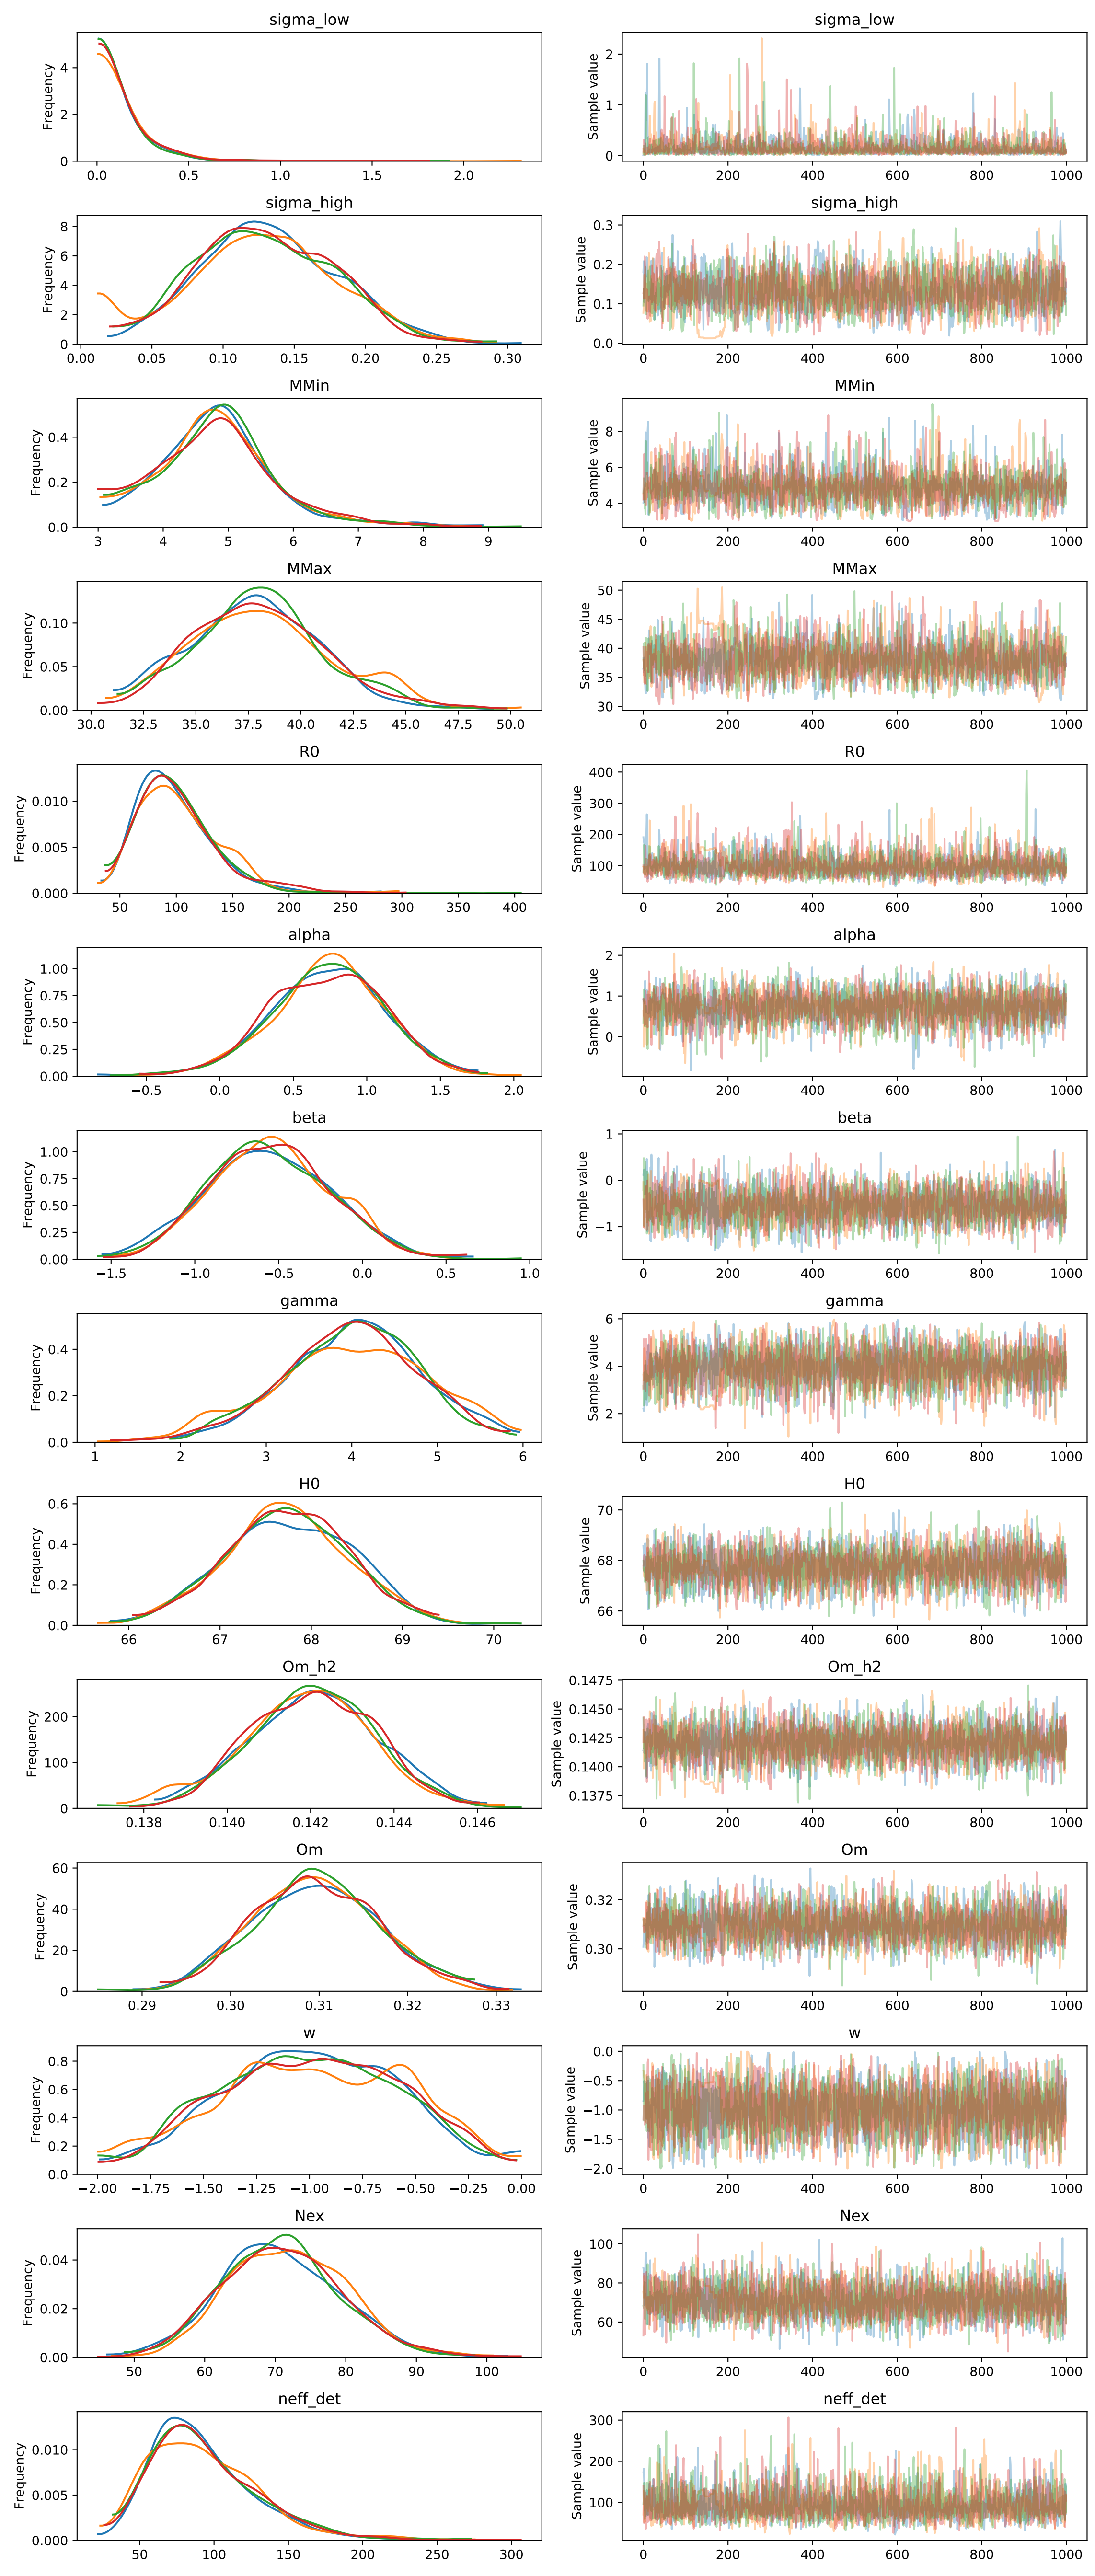 sigma_low
sigma_low
Frequency
4
2
0
0.0 0.5 1.0 1.5 2.0
Sample value
2
1
0
0 200 400 600 800 1000
sigma_high
sigma_high
Frequency
8
6
4
2
0
0.00 0.05 0.10 0.15 0.20 0.25 0.30
Sample value
0.3
0.2
0.1
0.0
0 200 400 600 800 1000
MMin
MMin
Frequency
0.4
0.2
0.0
3 4 5 6 7 8 9
Sample value
8
6
4
0 200 400 600 800 1000
MMax
MMax
Frequency
0.10
0.05
0.00
30.0 32.5 35.0 37.5 40.0 42.5 45.0 47.5 50.0
Sample value
50
45
40
35
30
0 200 400 600 800 1000
R0
R0
Frequency
0.010
0.005
0.000
50 100 150 200 250 300 350 400
Sample value
400
300
200
100
0 200 400 600 800 1000
alpha
alpha
Frequency
1.00
0.75
0.50
0.25
0.00
−0.5 0.0 0.5 1.0 1.5 2.0
Sample value
2
1
0
0 200 400 600 800 1000
beta
beta
Frequency
1.00
0.75
0.50
0.25
0.00
−1.5 −1.0 −0.5 0.0 0.5 1.0
Sample value
1
0
−1
0 200 400 600 800 1000
gamma
gamma
Frequency
0.4
0.2
0.0
1 2 3 4 5 6
Sample value
6
4
2
0 200 400 600 800 1000
H0
H0
Frequency
0.6
0.4
0.2
0.0
66 67 68 69 70
Sample value
70
68
66
0 200 400 600 800 1000
Om_h2
Om_h2
Frequency
200
100
0
0.138 0.140 0.142 0.144 0.146
Sample value
0.1475
0.1450
0.1425
0.1400
0.1375
0 200 400 600 800 1000
Om
Om
Frequency
60
40
20
0
0.29 0.30 0.31 0.32 0.33
Sample value
0.32
0.30
0 200 400 600 800 1000
w
w
Frequency
0.8
0.6
0.4
0.2
0.0
−2.00 −1.75 −1.50 −1.25 −1.00 −0.75 −0.50 −0.25 0.00
Sample value
0.0
−0.5
−1.0
−1.5
−2.0
0 200 400 600 800 1000
Nex
Nex
Frequency
0.04
0.02
0.00
50 60 70 80 90 100
Sample value
100
80
60
0 200 400 600 800 1000
neff_det
neff_det
Frequency
0.010
0.005
0.000
50 100 150 200 250 300
Sample value
300
200
100
0 200 400 600 800 1000